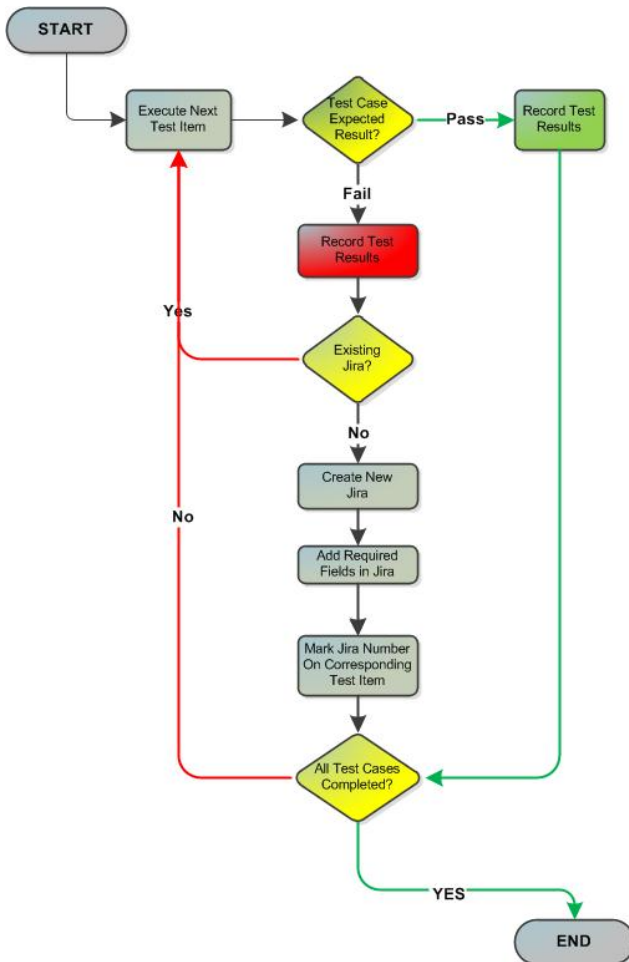 START
Execute Next
Test Item
Test Case
Expected
Result?
Pass
Record Test
Results
Fail
Record Test
Results
Yes
Existing
Jira?
No
Create New
Jira
No
Add Required
Fields in Jira
Mark Jira Number
On Corresponding
Test Item
All Test Cases
Completed?
YES
END